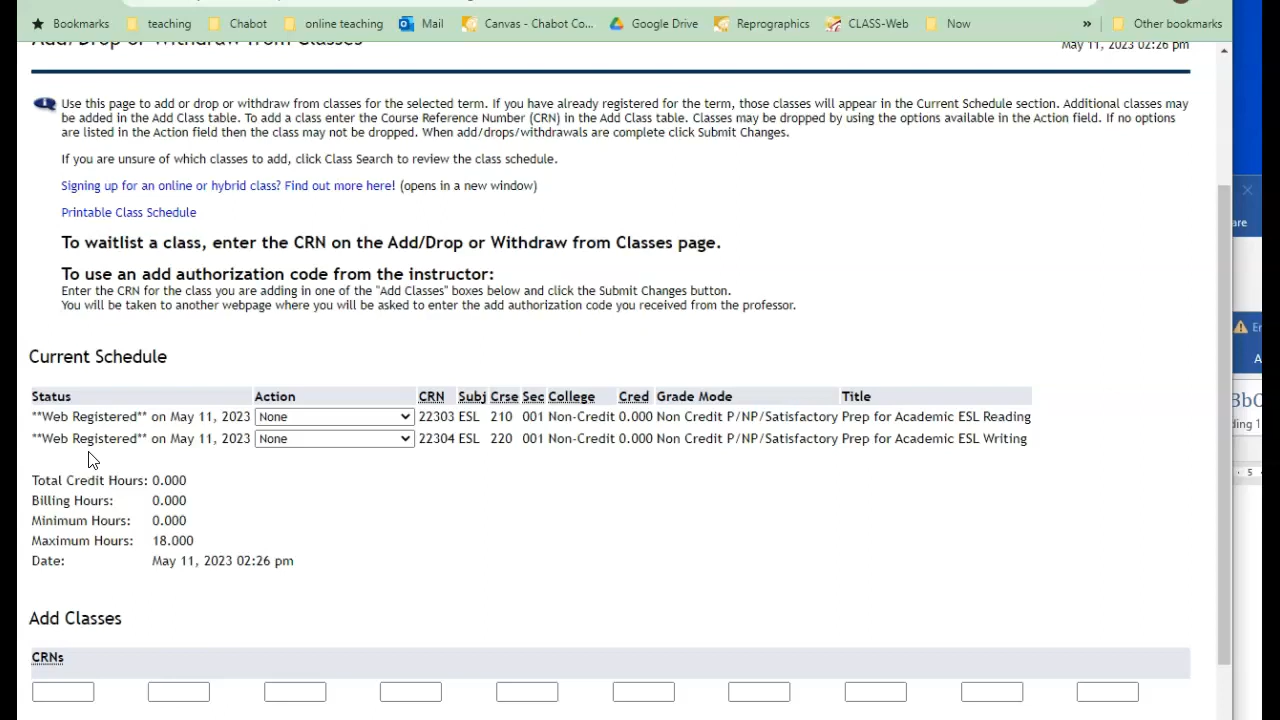 Bookmarks teaching Chabot online teaching Mail Canvas - Chabot Co... Google Drive Reprographics CLASS-Web Now » Other bookmarks
Add/Drop or Withdraw from Classes
May 11, 2023 02:26 pm
Use this page to add or drop or withdraw from classes for the selected term. If you have already registered for the term, those classes will appear in the Current Schedule section. Additional classes may
be added in the Add Class table. To add a class enter the Course Reference Number (CRN) in the Add Class table. Classes may be dropped by using the options available in the Action field. If no options
are listed in the Action field then the class may not be dropped. When add/drops/withdrawals are complete click Submit Changes.
If you are unsure of which classes to add, click Class Search to review the class schedule.
Signing up for an online or hybrid class? Find out more here! (opens in a new window)
Printable Class Schedule
To waitlist a class, enter the CRN on the Add/Drop or Withdraw from Classes page.
To use an add authorization code from the instructor:
Enter the CRN for the class you are adding in one of the "Add Classes" boxes below and click the Submit Changes button.
You will be taken to another webpage where you will be asked to enter the add authorization code you received from the professor.
Current Schedule
Status Action CRN Subj Crse Sec College Cred Grade Mode Title
**Web Registered** on May 11, 2023 None 22303 ESL 210 001 Non-Credit 0.000 Non Credit P/NP/Satisfactory Prep for Academic ESL Reading
**Web Registered** on May 11, 2023 None 22304 ESL 220 001 Non-Credit 0.000 Non Credit P/NP/Satisfactory Prep for Academic ESL Writing
Total Credit Hours: 0.000
Billing Hours: 0.000
Minimum Hours: 0.000
Maximum Hours: 18.000
Date: May 11, 2023 02:26 pm
Add Classes
CRNs
are
ding 1
5